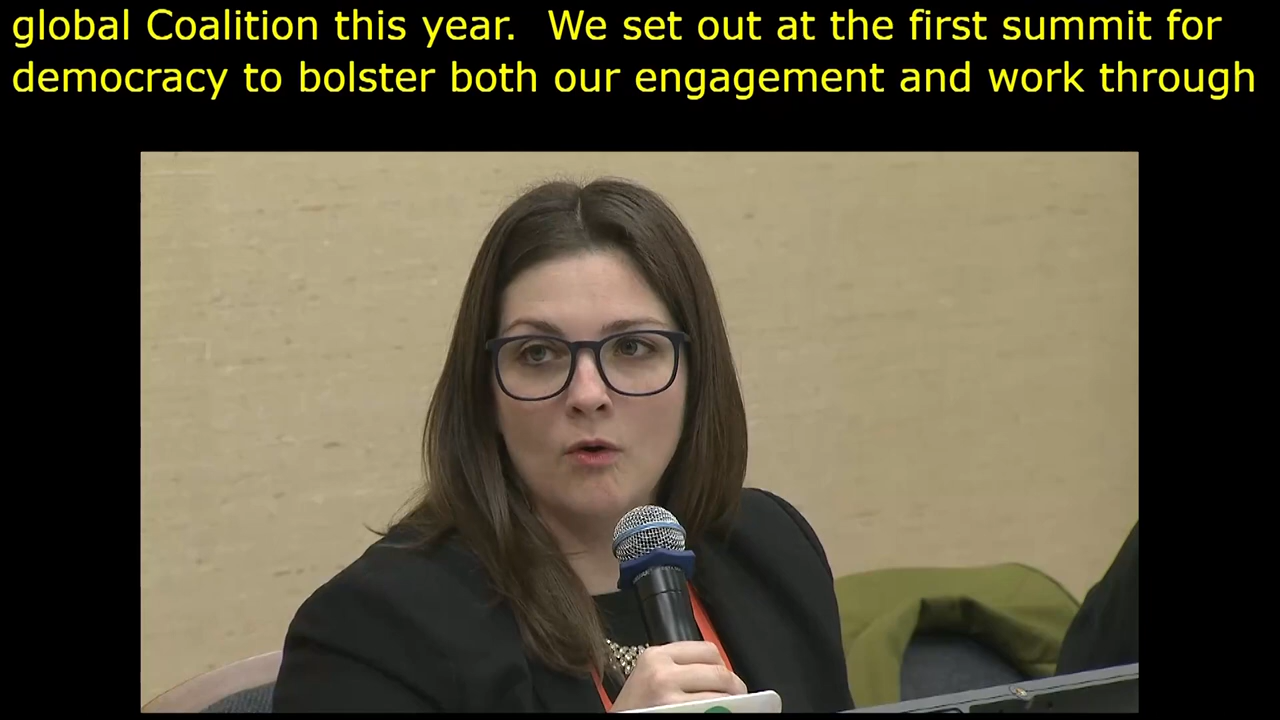 global Coalition this year.  We set out at the first summit for
democracy to bolster both our engagement and work through